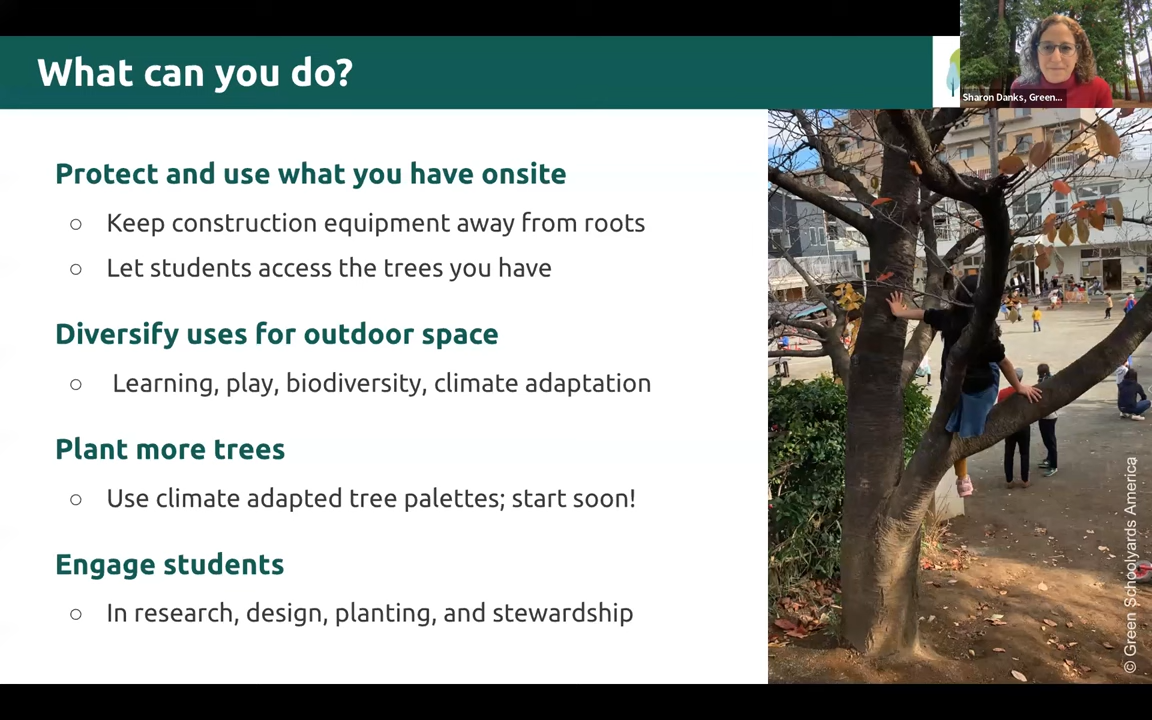 What can you do?
Sharon Danks, Green...
Protect and use what you have onsite
○ Keep construction equipment away from roots
○ Let students access the trees you have
Diversify uses for outdoor space
○ Learning, play, biodiversity, climate adaptation
Plant more trees
○ Use climate adapted tree palettes; start soon!
Engage students
○ In research, design, planting, and stewardship
© Green Schoolyards America